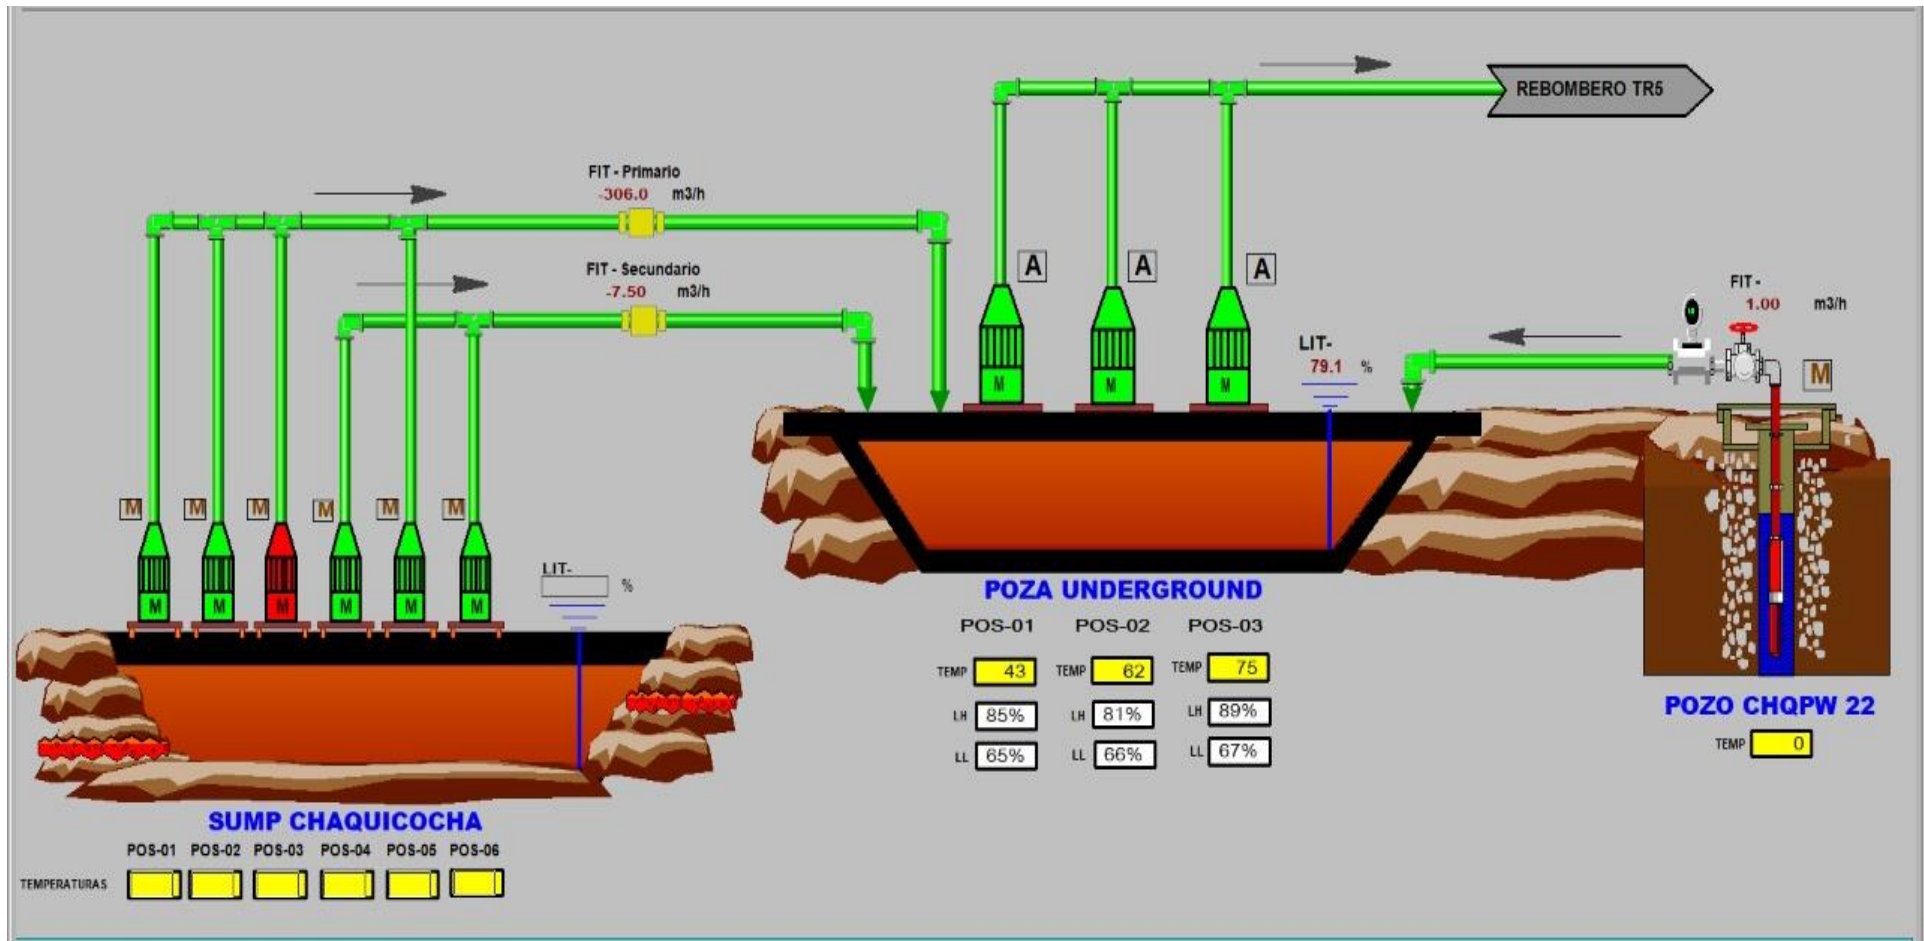 REBOMBERO TR5
FIT - Primario
-306.0 m3/h
FIT - Secundario
-7.50 m3/h
A A A
FIT -
1.00 m3/h
LIT-
79.1 %
M
M M M
M M M M M M
LIT-
%
M M M M M M
POZA UNDERGROUND
POS-01 POS-02 POS-03
TEMP 43 TEMP 62 TEMP 75
LH 85% LH 81% LH 89%
LL 65% LL 66% LL 67%
POZO CHQPW 22
TEMP 0
SUMP CHAQUICOCHA
POS-01 POS-02 POS-03 POS-04 POS-05 POS-06
TEMPERATURAS